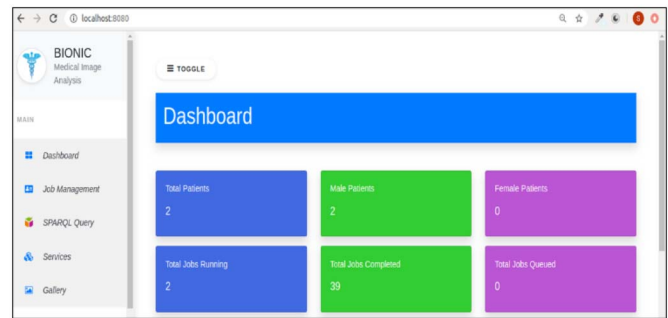 localhost:8080
BIONIC
Medical Image
Analysis
MAIN
Dashboard
Job Management
SPARQL Query
Services
Gallery
TOGGLE
Dashboard
Total Patients
2
Male Patients
2
Female Patients
0
Total Jobs Running
2
Total Jobs Completed
39
Total Jobs Queued
0
S